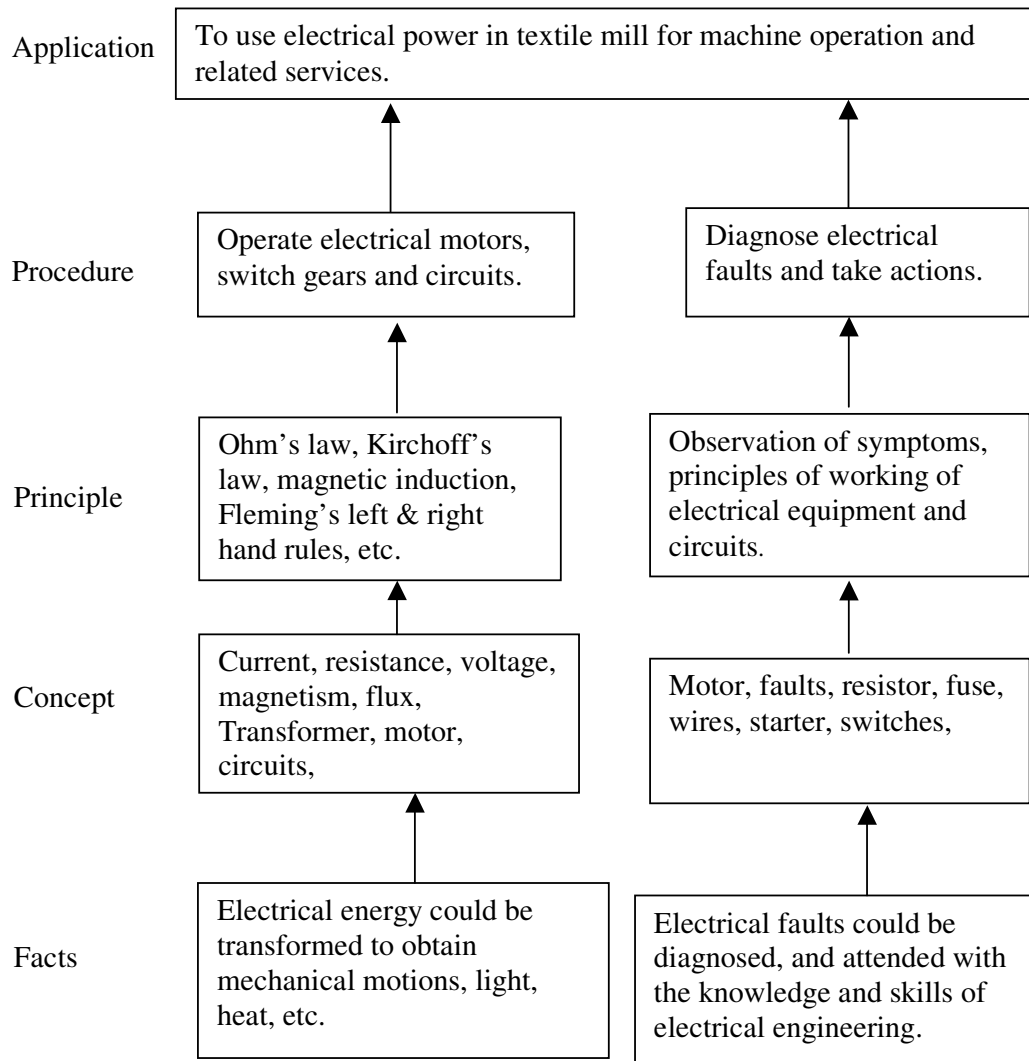 Application
To use electrical power in textile mill for machine operation and
related services.
Procedure
Operate electrical motors,
switch gears and circuits.
Diagnose electrical
faults and take actions.
Principle
Ohm’s law, Kirchoff’s
law, magnetic induction,
Fleming’s left & right
hand rules, etc.
Observation of symptoms,
principles of working of
electrical equipment and
circuits.
Concept
Current, resistance, voltage,
magnetism, flux,
Transformer, motor,
circuits,
Motor, faults, resistor, fuse,
wires, starter, switches,
Facts
Electrical energy could be
transformed to obtain
mechanical motions, light,
heat, etc.
Electrical faults could be
diagnosed, and attended with
the knowledge and skills of
electrical engineering.